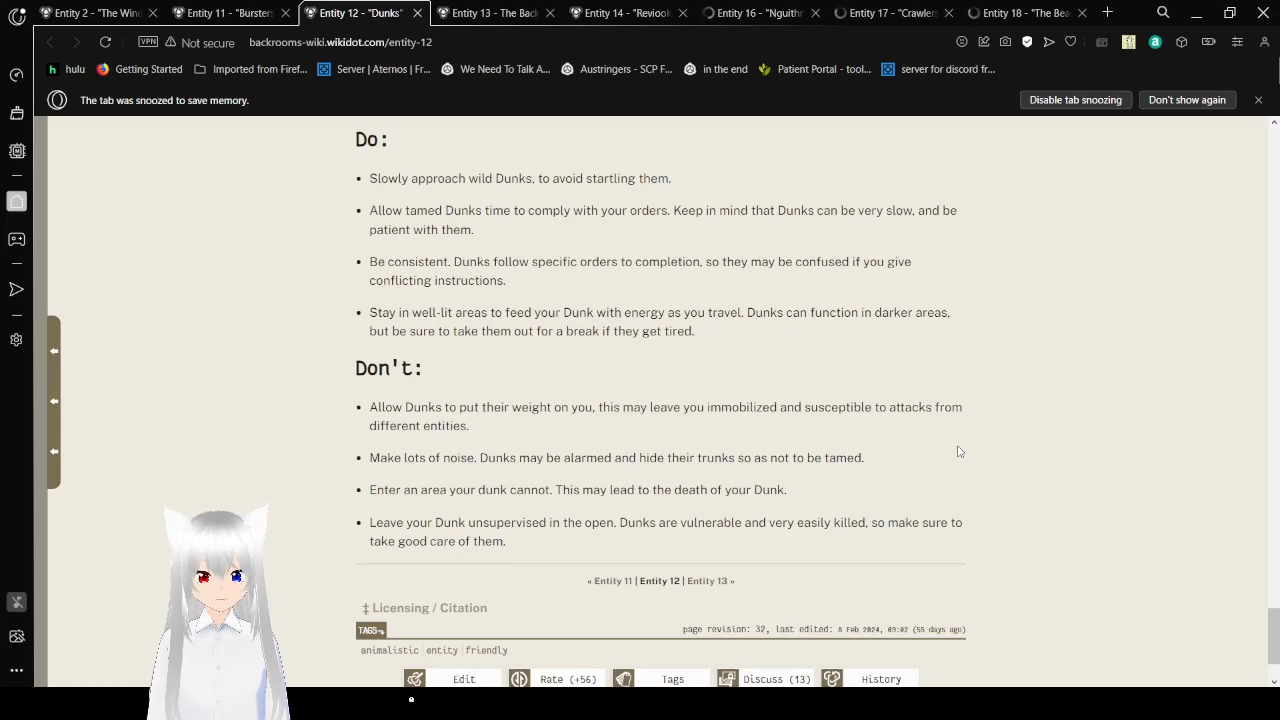 Entity 2 - "The Wind
Entity 11 - "Bursters
Entity 12 - "Dunks"
Entity 13 - The Back
Entity 14 - "Reviook
Entity 16 - "Nguithr
Entity 17 - "Crawlers
Entity 18 - "The Bea
VPN
Not secure
backrooms-wiki.wikidot.com/entity-12
hulu
Getting Started
Imported from Firef...
Server | Aternos | Fr...
We Need To Talk A...
Austringers - SCP F...
in the end
Patient Portal - tool...
server for discord fr...
The tab was snoozed to save memory.
Disable tab snoozing
Don't show again
Do:
• Slowly approach wild Dunks, to avoid startling them.
• Allow tamed Dunks time to comply with your orders. Keep in mind that Dunks can be very slow, and be
patient with them.
• Be consistent. Dunks follow specific orders to completion, so they may be confused if you give
conflicting instructions.
• Stay in well-lit areas to feed your Dunk with energy as you travel. Dunks can function in darker areas,
but be sure to take them out for a break if they get tired.
Don't:
• Allow Dunks to put their weight on you, this may leave you immobilized and susceptible to attacks from
different entities.
• Make lots of noise. Dunks may be alarmed and hide their trunks so as not to be tamed.
• Enter an area your dunk cannot. This may lead to the death of your Dunk.
• Leave your Dunk unsupervised in the open. Dunks are vulnerable and very easily killed, so make sure to
take good care of them.
« Entity 11 | Entity 12 | Entity 13 »
‡ Licensing / Citation
TAGS
page revision: 32, last edited: 8 Feb 2024, 09:02 (55 days ago)
animalistic entity friendly
Edit
Rate (+56)
Tags
Discuss (13)
History